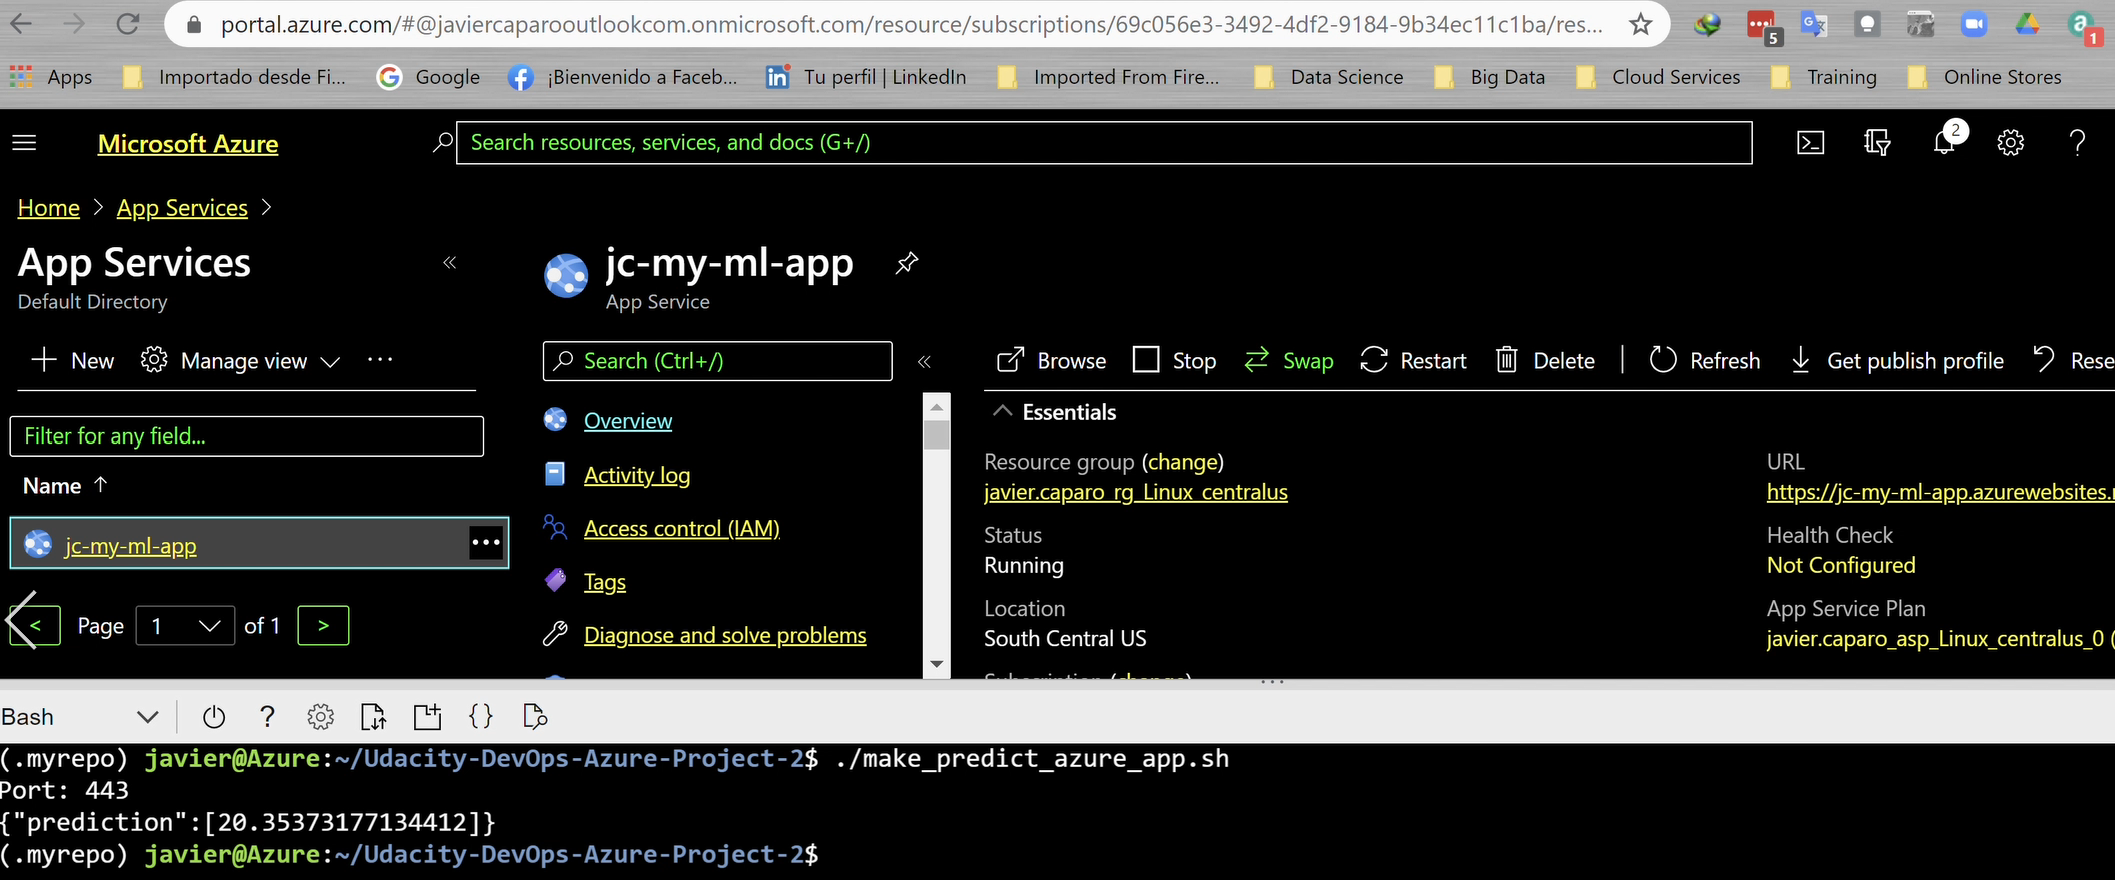 portal.azure.com/#@javiercaparooutlookcom.onmicrosoft.com/resource/subscriptions/69c056e3-3492-4df2-9184-9b34ec11c1ba/res...
5
1
Apps
Importado desde Fi...
Google
¡Bienvenido a Faceb...
Tu perfil | LinkedIn
Imported From Fire...
Data Science
Big Data
Cloud Services
Training
Online Stores
Microsoft Azure
Search resources, services, and docs (G+/)
2
Home > App Services >
App Services
Default Directory
jc-my-ml-app
App Service
New
Manage view
...
Search (Ctrl+/)
Browse
Stop
Swap
Restart
Delete
Refresh
Get publish profile
Rese
Filter for any field...
Name ↑
jc-my-ml-app
...
< Page 1 of 1 >
Overview
Activity log
Access control (IAM)
Tags
Diagnose and solve problems
Essentials
Resource group (change)
javier.caparo_rg_Linux_centralus
Status
Running
Location
South Central US
Subscription (change)
URL
https://jc-my-ml-app.azurewebsites.
Health Check
Not Configured
App Service Plan
javier.caparo_asp_Linux_centralus_0 (
Bash
(.myrepo) javier@Azure:~/Udacity-DevOps-Azure-Project-2$ ./make_predict_azure_app.sh
Port: 443
{"prediction":[20.35373177134412]}
(.myrepo) javier@Azure:~/Udacity-DevOps-Azure-Project-2$